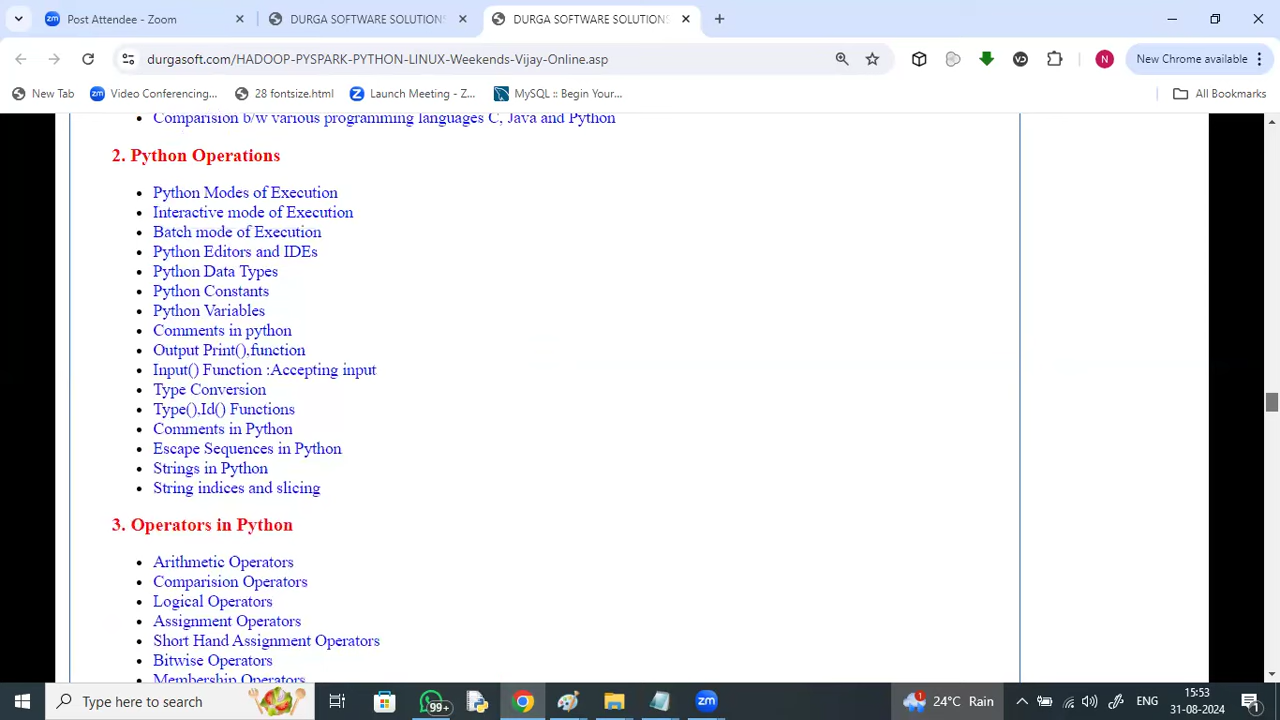 Post Attendee - Zoom
DURGA SOFTWARE SOLUTIONS
DURGA SOFTWARE SOLUTIONS
durgasoft.com/HADOOP-PYSPARK-PYTHON-LINUX-Weekends-Vijay-Online.asp
N
New Chrome available
New Tab
Video Conferencing...
28 fontsize.html
Launch Meeting - Z...
MySQL :: Begin Your...
All Bookmarks
Comparision b/w various programming languages C, Java and Python
2. Python Operations
Python Modes of Execution
Interactive mode of Execution
Batch mode of Execution
Python Editors and IDEs
Python Data Types
Python Constants
Python Variables
Comments in python
Output Print(),function
Input() Function :Accepting input
Type Conversion
Type(),Id() Functions
Comments in Python
Escape Sequences in Python
Strings in Python
String indices and slicing
3. Operators in Python
Arithmetic Operators
Comparision Operators
Logical Operators
Assignment Operators
Short Hand Assignment Operators
Bitwise Operators
Membership Operators
Type here to search
99+
24°C Rain
ENG
15:53
31-08-2024